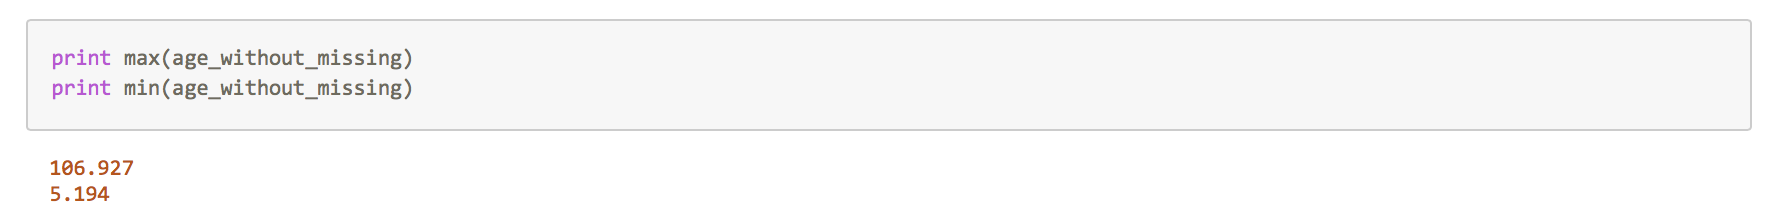 print max(age_without_missing)
print min(age_without_missing)
106.927
5.194